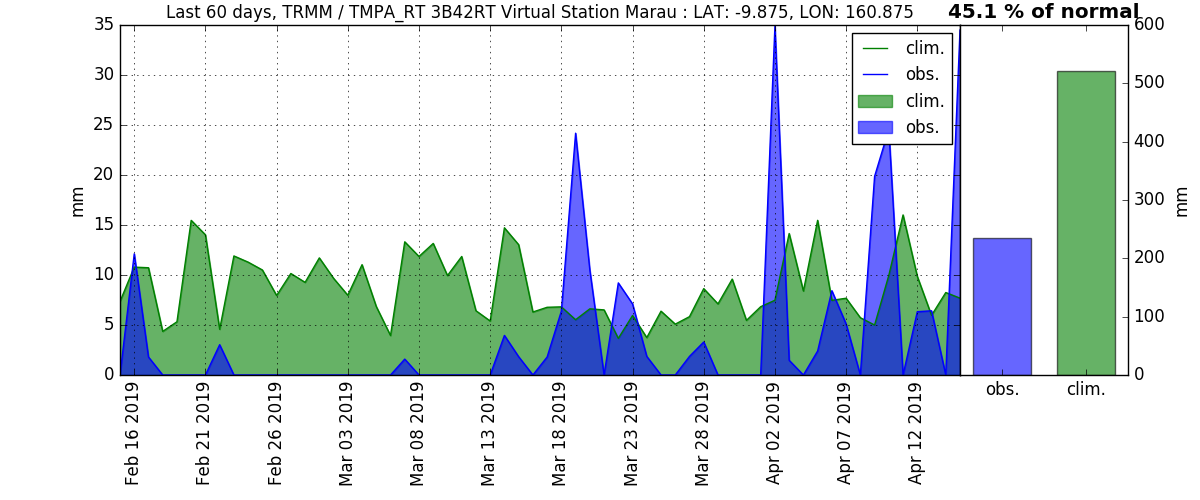 Last 60 days, TRMM / TMPA_RT 3B42RT Virtual Station Marau : LAT: -9.875, LON: 160.875
45.1 % of normal
35
30
25
20
15
10
5
0
mm
clim.
obs.
clim.
obs.
600
500
400
300
200
100
0
mm
Feb 16 2019
Feb 21 2019
Feb 26 2019
Mar 03 2019
Mar 08 2019
Mar 13 2019
Mar 18 2019
Mar 23 2019
Mar 28 2019
Apr 02 2019
Apr 07 2019
Apr 12 2019
obs.
clim.